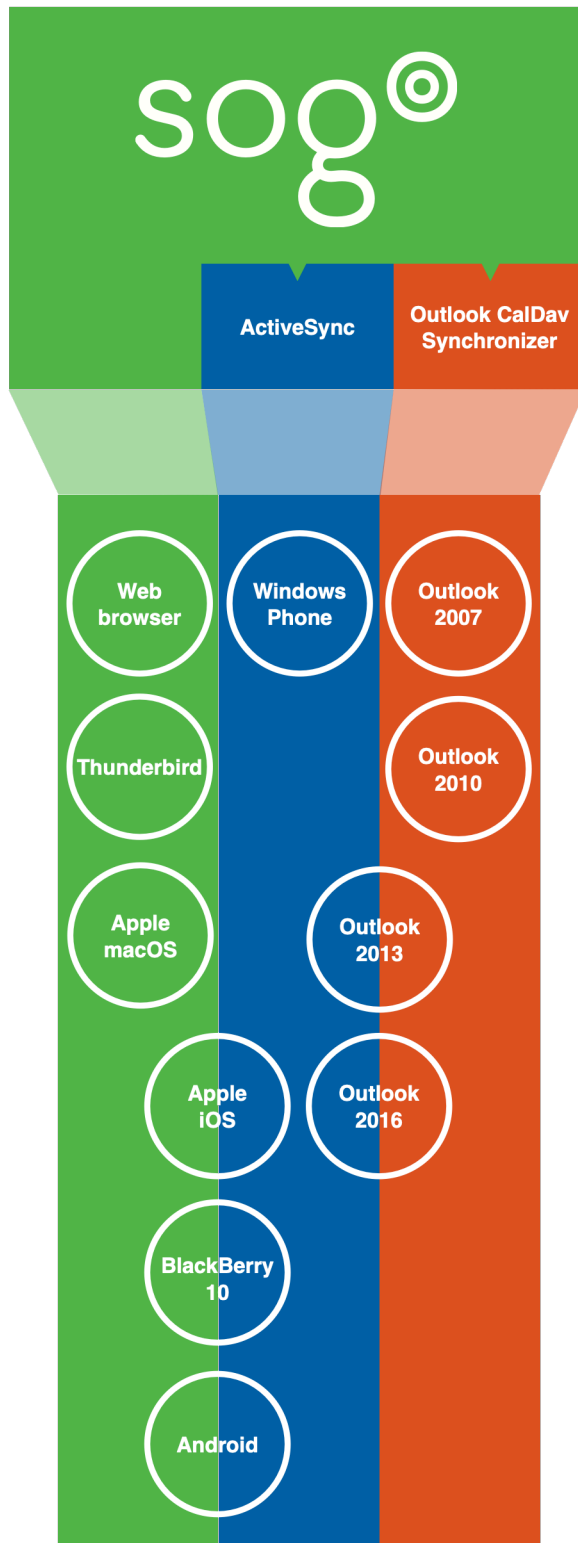 sogo
ActiveSync
Outlook CalDav
Synchronizer
Web
browser
Windows
Phone
Outlook
2007
Thunderbird
Outlook
2010
Apple
macOS
Outlook
2013
Apple
iOS
Outlook
2016
BlackBerry
10
Android